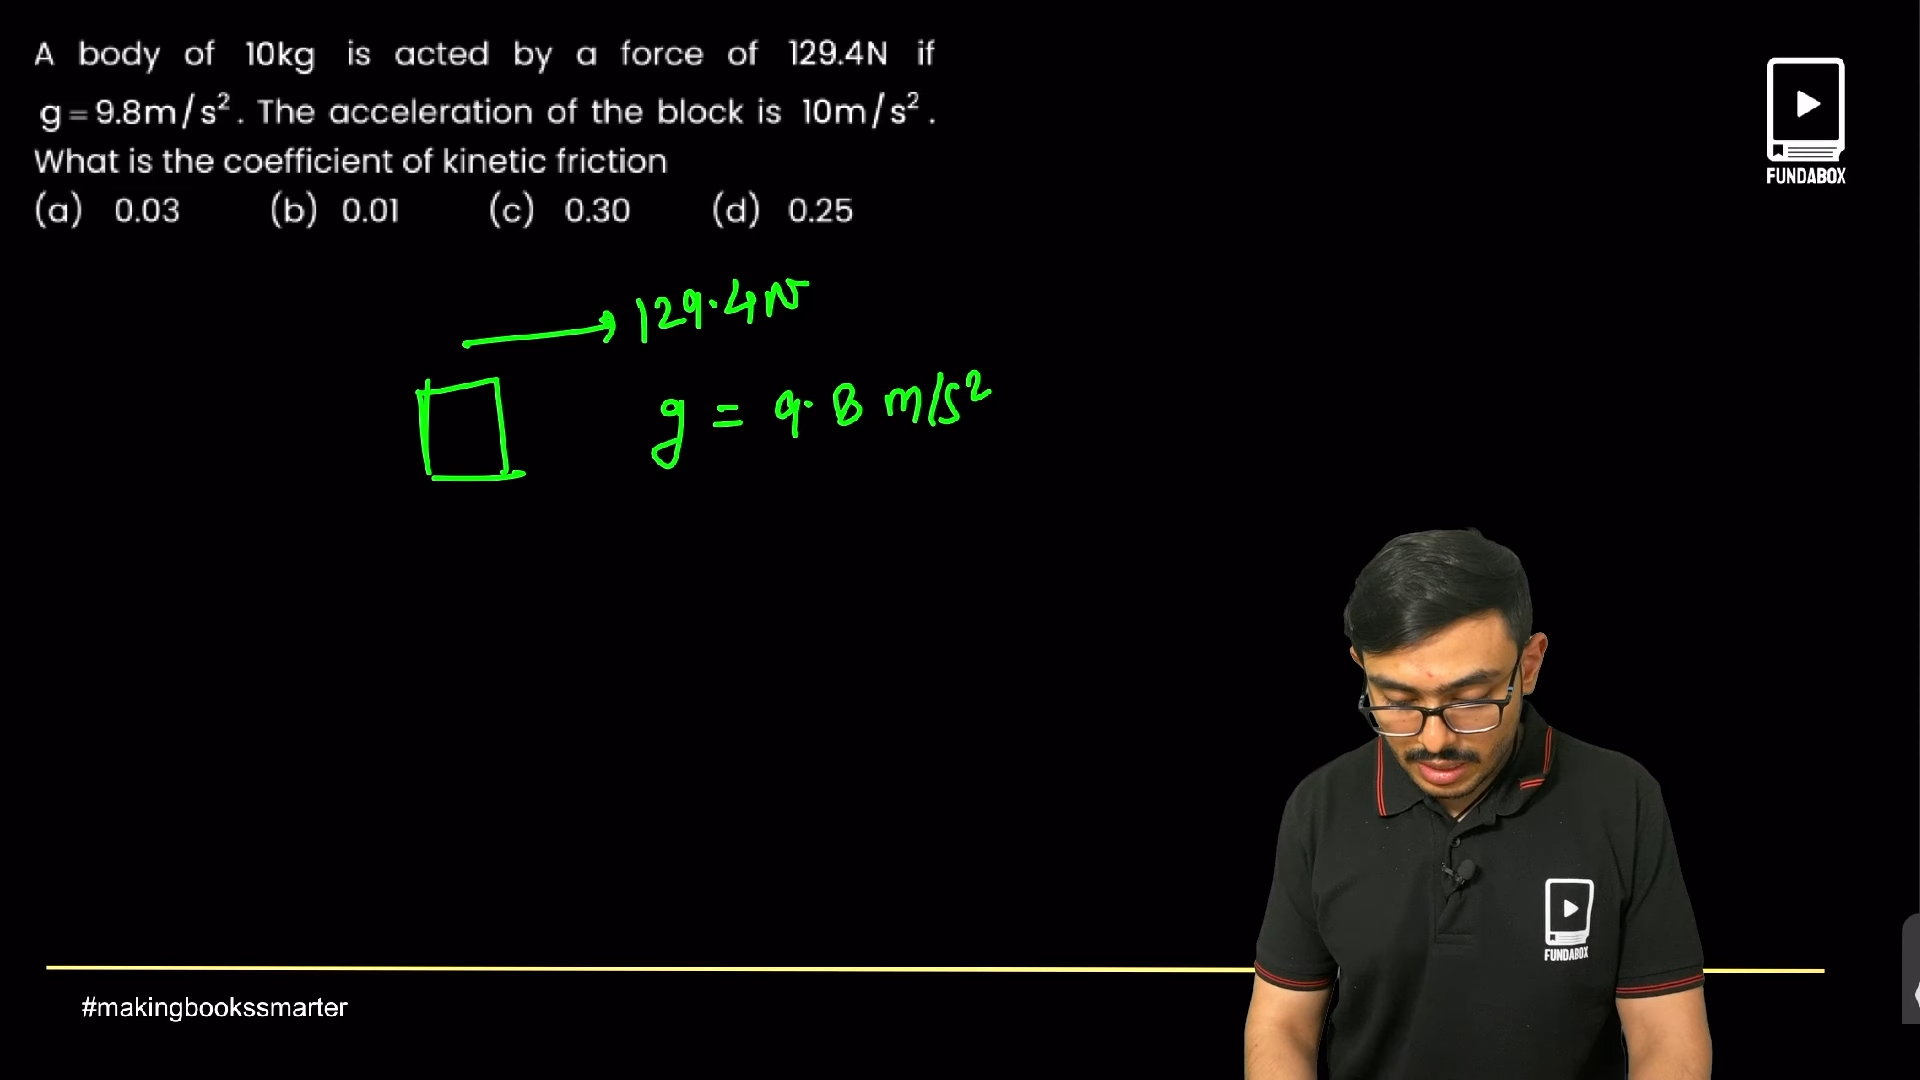 A body of 10kg is acted by a force of 129.4N if
g = 9.8m/s². The acceleration of the block is 10m/s².
What is the coefficient of kinetic friction
(a) 0.03 (b) 0.01 (c) 0.30 (d) 0.25
FUNDABOX
129.4N
g = 9.8 m/s²
FUNDABOX
#makingbookssmarter